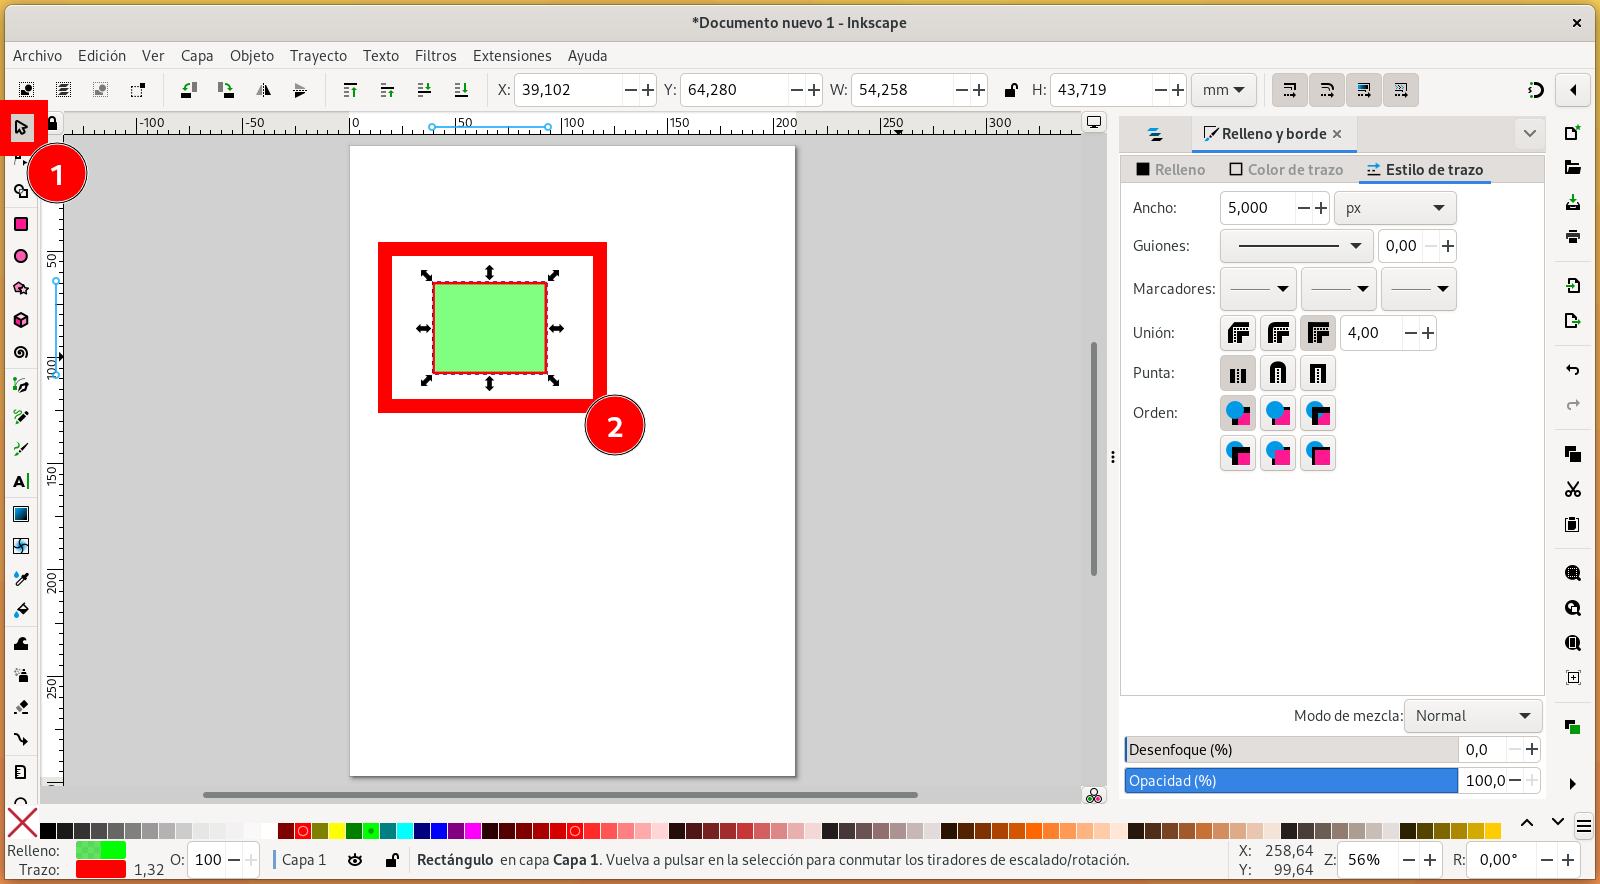 *Documento nuevo 1 - Inkscape
Archivo Edición Ver Capa Objeto Trayecto Texto Filtros Extensiones Ayuda
X: 39,102 Y: 64,280 W: 54,258 H: 43,719 mm
-100 -50 0 50 100 150 200 250 300
Relleno y borde
Relleno Color de trazo Estilo de trazo
1
50
100
150
200
250
2
Ancho: 5,000 px
Guiones: 0,00
Marcadores:
Unión: 4,00
Punta:
Orden:
Modo de mezcla: Normal
Desenfoque (%) 0,0
Opacidad (%) 100,0
Relleno:
Trazo: 1,32
O: 100
Capa 1
Rectángulo en capa Capa 1. Vuelva a pulsar en la selección para conmutar los tiradores de escalado/rotación.
X: 258,64
Y: 99,64
Z: 56%
R: 0,00°